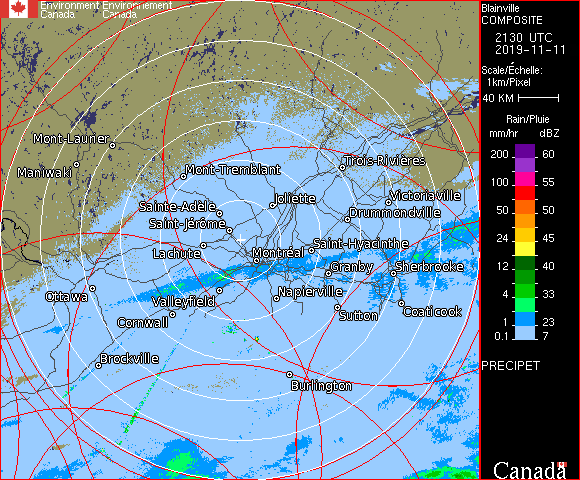 Environment Environnement
Canada Canada
Blainville
COMPOSITE
2130 UTC
2019-11-11
Scale/Échelle:
1km/Pixel
40 KM
Rain/Pluie
mm/hr dBZ
200 60
100 55
50 50
24 45
12 40
4 33
1 23
0.1 7
PRECIPET
Mont-Laurier
Maniwaki
Mont-Tremblant
Trois-Rivières
Sainte-Adèle
Joliette
Victoriaville
Saint-Jérôme
Drummondville
Lachute
Montréal
Saint-Hyacinthe
Granby
Sherbrooke
Ottawa
Valleyfield
Napierville
Cornwall
Sutton
Coaticook
Brockville
Burlington
Canada